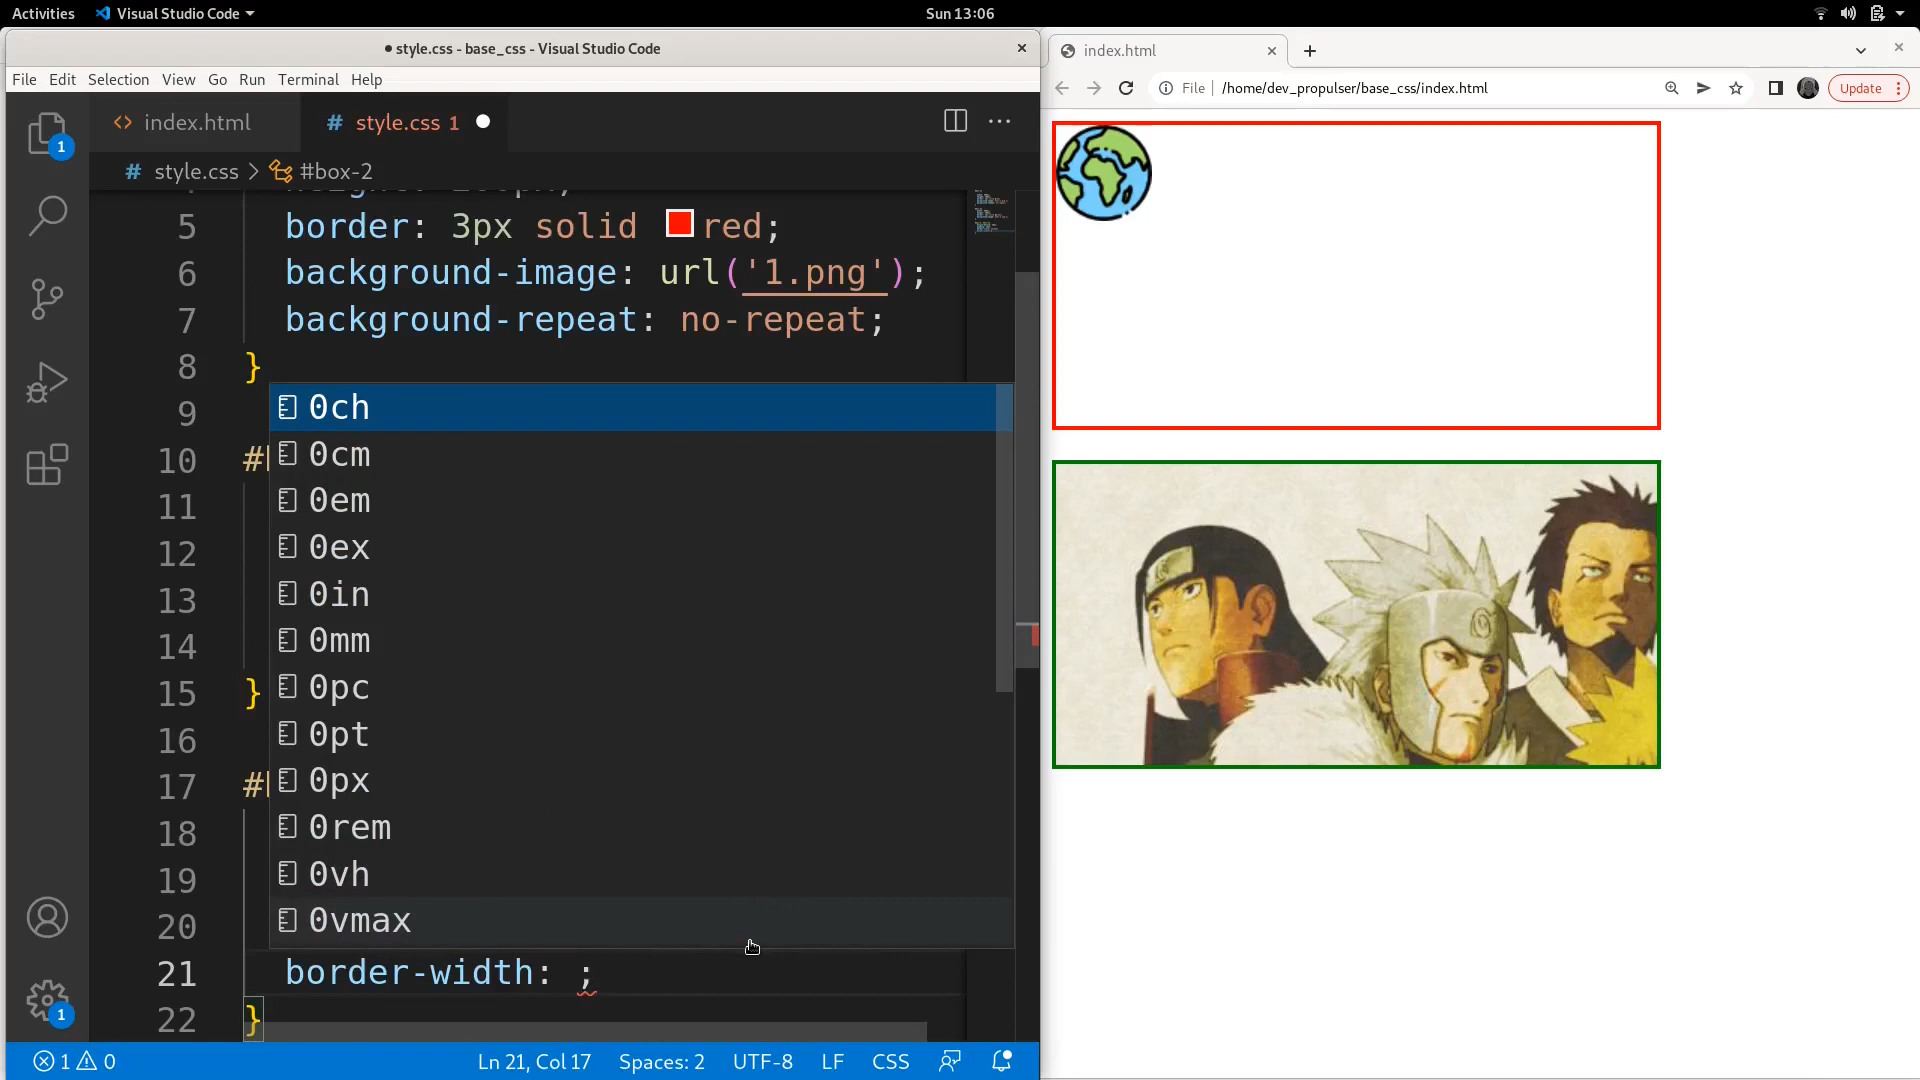 Activities Visual Studio Code Sun 13:06
style.css - base_css - Visual Studio Code
File Edit Selection View Go Run Terminal Help
index.html # style.css 1
# style.css > #box-2
5 border: 3px solid red;
6 background-image: url('1.png');
7 background-repeat: no-repeat;
8 }
9
10 #
11
12
13
14
15 }
16
17 #
18
19
20
21 border-width: ;
22 }
0ch
0cm
0em
0ex
0in
0mm
0pc
0pt
0px
0rem
0vh
0vmax
1
1
1 0 Ln 21, Col 17 Spaces: 2 UTF-8 LF CSS
index.html
File /home/dev_propulser/base_css/index.html Update